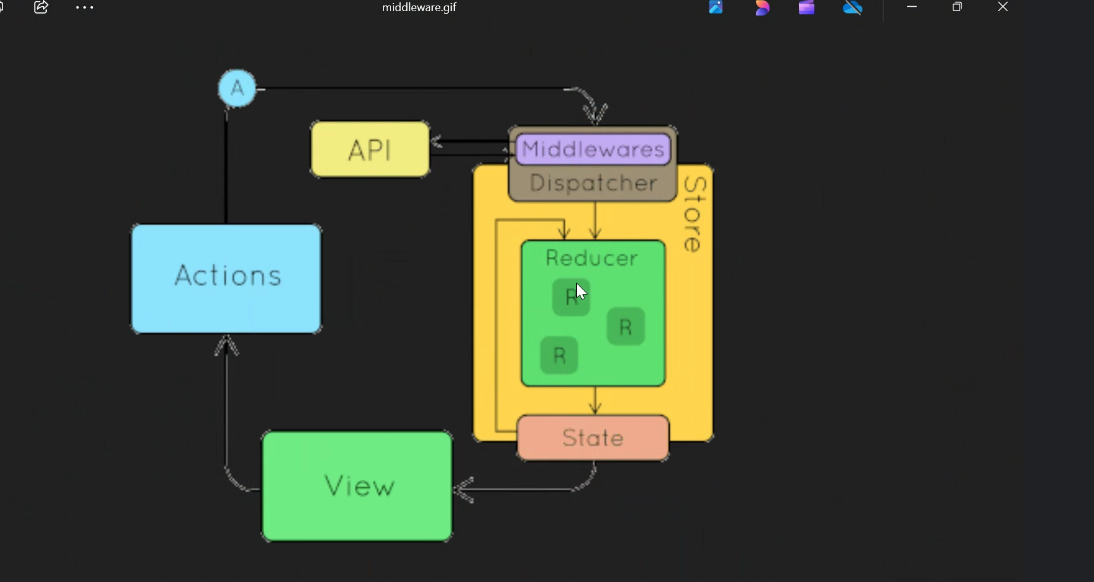 middleware.gif
A
API
Middlewares
Dispatcher
Store
Actions
Reducer
R
R
R
State
View